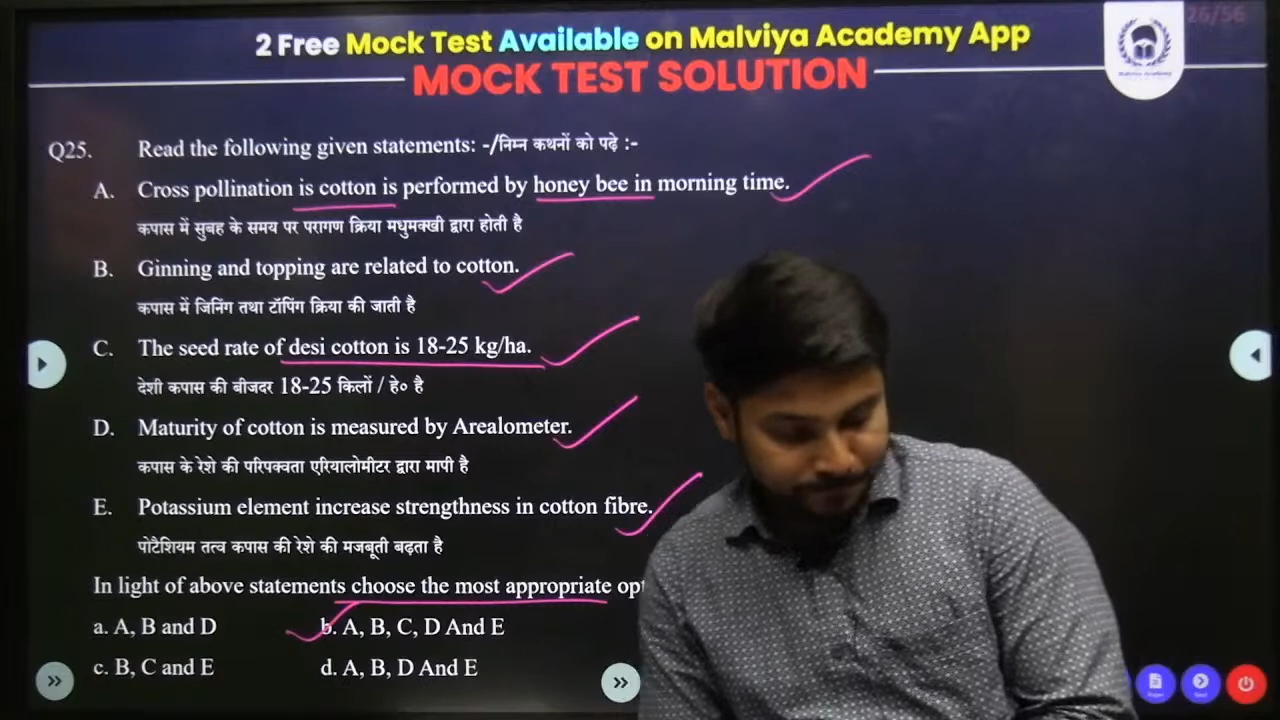 26/56
2 Free Mock Test Available on Malviya Academy App
MOCK TEST SOLUTION
Malviya Academy
Q25. Read the following given statements: -/निम्न कथनों को पढ़े :-
A. Cross pollination is cotton is performed by honey bee in morning time.
कपास में सुबह के समय पर परागण क्रिया मधुमक्खी द्वारा होती है
B. Ginning and topping are related to cotton.
कपास में जिनिंग तथा टॉपिंग क्रिया की जाती है
C. The seed rate of desi cotton is 18-25 kg/ha.
देशी कपास की बीजदर 18-25 किलों / हे० है
D. Maturity of cotton is measured by Arealometer.
कपास के रेशे की परिपक्वता एरियालोमीटर द्वारा मापी है
E. Potassium element increase strengthness in cotton fibre.
पोटैशियम तत्व कपास की रेशे की मजबूती बढ़ता है
In light of above statements choose the most appropriate
a. A, B and D b. A, B, C, D And E
c. B, C and E d. A, B, D And E